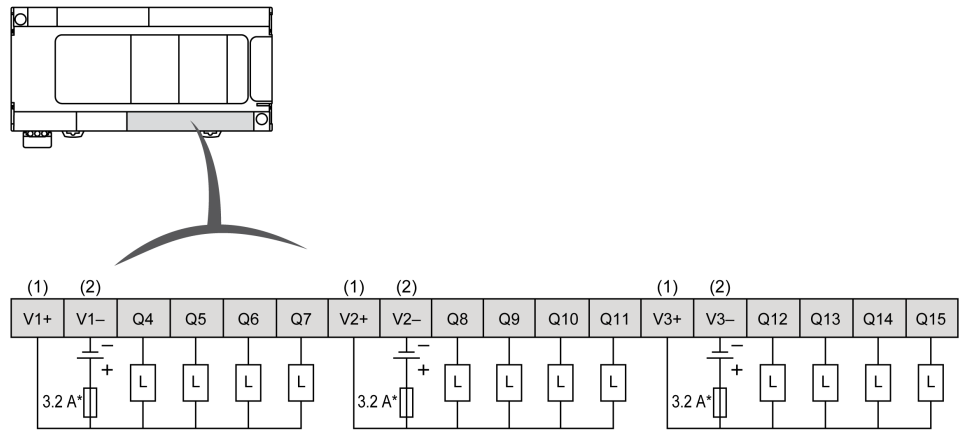 (1) (2) (1) (2) (1) (2)
V1+ V1– Q4 Q5 Q6 Q7 V2+ V2– Q8 Q9 Q10 Q11 V3+ V3– Q12 Q13 Q14 Q15
– – –
+ L L L L + L L L L + L L L L
3.2 A* 3.2 A* 3.2 A*